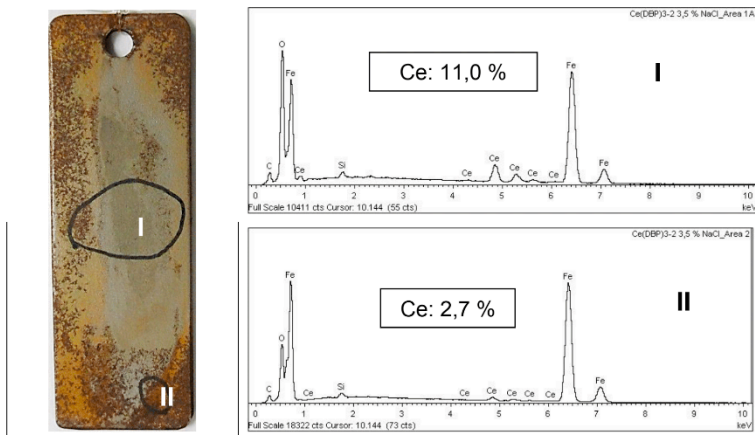 Ce(DBP)3-2 3,5 % NaCl_Area 1A
O
Fe
Ce: 11,0 %
I
Fe
C
Ce
Si
Ce
Ce
Ce
Ce
Ce
Fe
0 1 2 3 4 5 6 7 8 9 10
Full Scale 10411 cts Cursor: 10.144 (55 cts) keV
I
Ce(DBP)3-2 3,5 % NaCl_Area 2
Fe
O
Ce: 2,7 %
II
Fe
C
Ce
Si
Ce
Ce
Ce
Ce
Ce
Fe
0 1 2 3 4 5 6 7 8 9 10
Full Scale 18322 cts Cursor: 10.144 (73 cts) keV
II